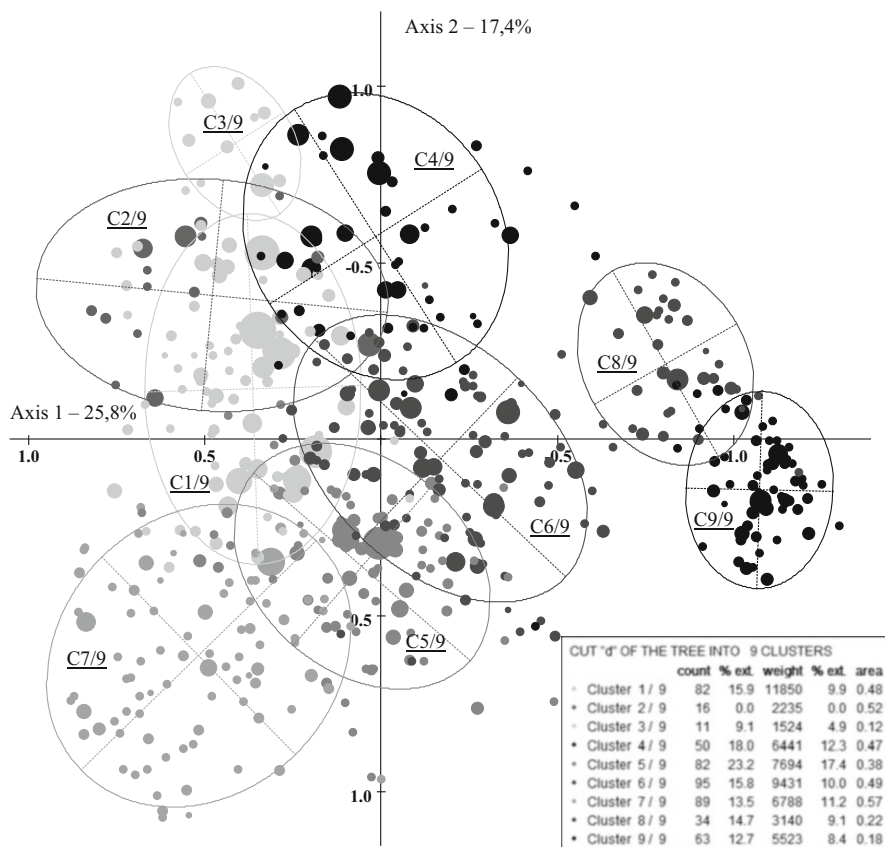 Axis 2 – 17,4%
1.0
C3/9
C4/9
C2/9
-0.5
C8/9
Axis 1 – 25,8%
1.0
0.5
0.5
1.0
C1/9
C6/9
C9/9
0.5
C5/9
C7/9
1.0
CUT "d" OF THE TREE INTO 9 CLUSTERS
count % ext. weight % ext. area
Cluster 1 / 9 82 15.9 11850 9.9 0.48
Cluster 2 / 9 16 0.0 2235 0.0 0.52
Cluster 3 / 9 11 9.1 1524 4.9 0.12
Cluster 4 / 9 50 18.0 6441 12.3 0.47
Cluster 5 / 9 82 23.2 7694 17.4 0.38
Cluster 6 / 9 95 15.8 9431 10.0 0.49
Cluster 7 / 9 89 13.5 6788 11.2 0.57
Cluster 8 / 9 34 14.7 3140 9.1 0.22
Cluster 9 / 9 63 12.7 5523 8.4 0.18